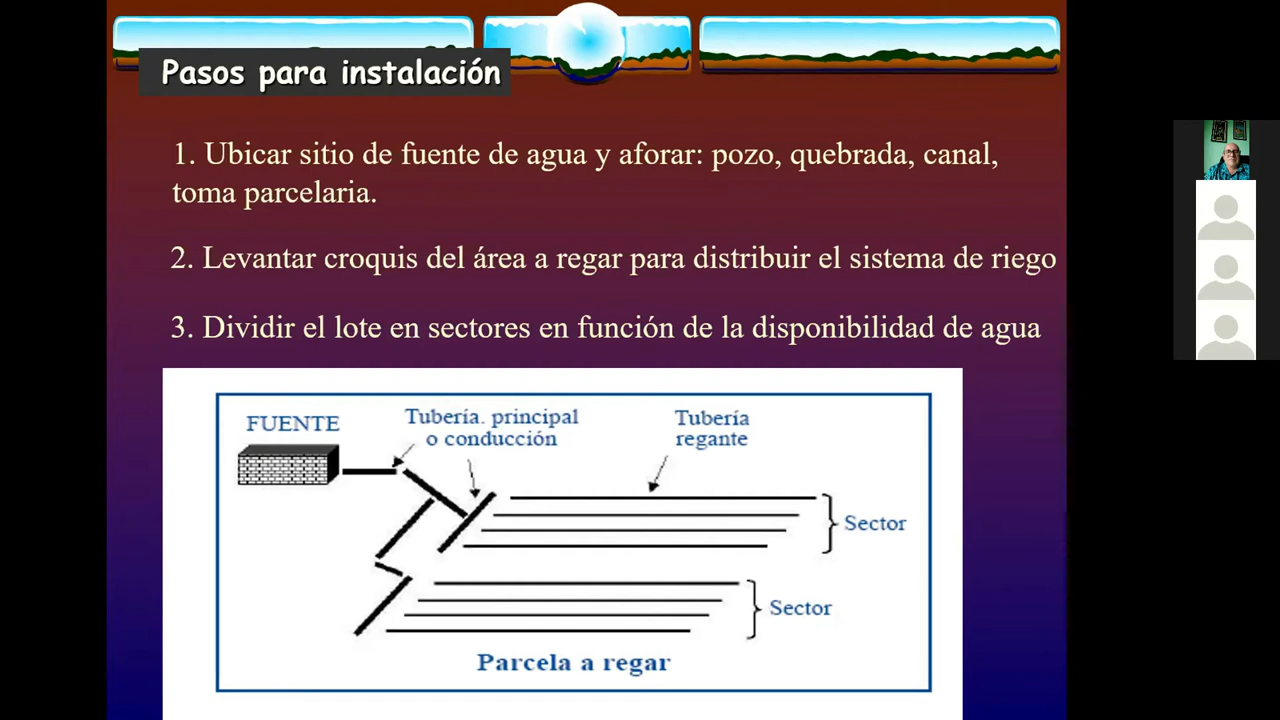 Pasos para instalación
1. Ubicar sitio de fuente de agua y aforar: pozo, quebrada, canal,
toma parcelaria.
2. Levantar croquis del área a regar para distribuir el sistema de riego
3. Dividir el lote en sectores en función de la disponibilidad de agua
FUENTE
Tubería. principal
o conducción
Tubería
regante
Sector
Sector
Parcela a regar